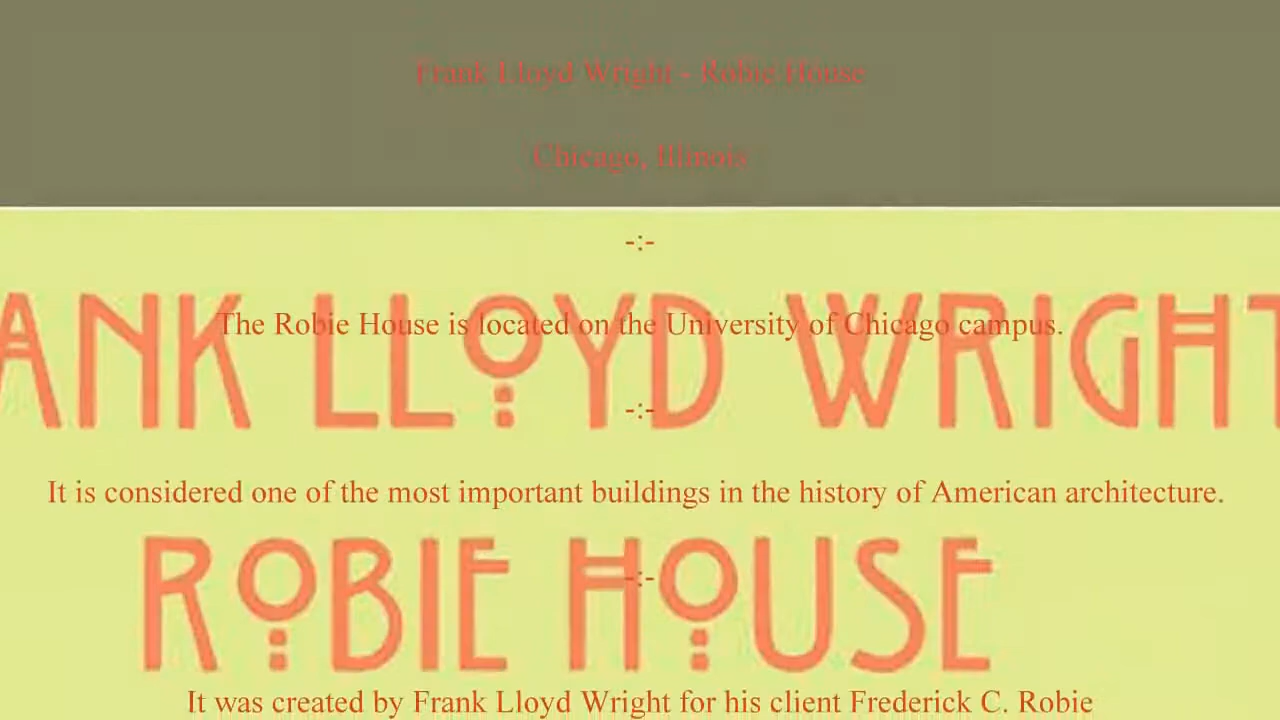 Frank Lloyd Wright - Robie House
Chicago, Illinois
-:-
The Robie House is located on the University of Chicago campus.
ANK LLOYD WRIGHT
-:-
It is considered one of the most important buildings in the history of American architecture.
-:-
ROBIE HOUSE
It was created by Frank Lloyd Wright for his client Frederick C. Robie